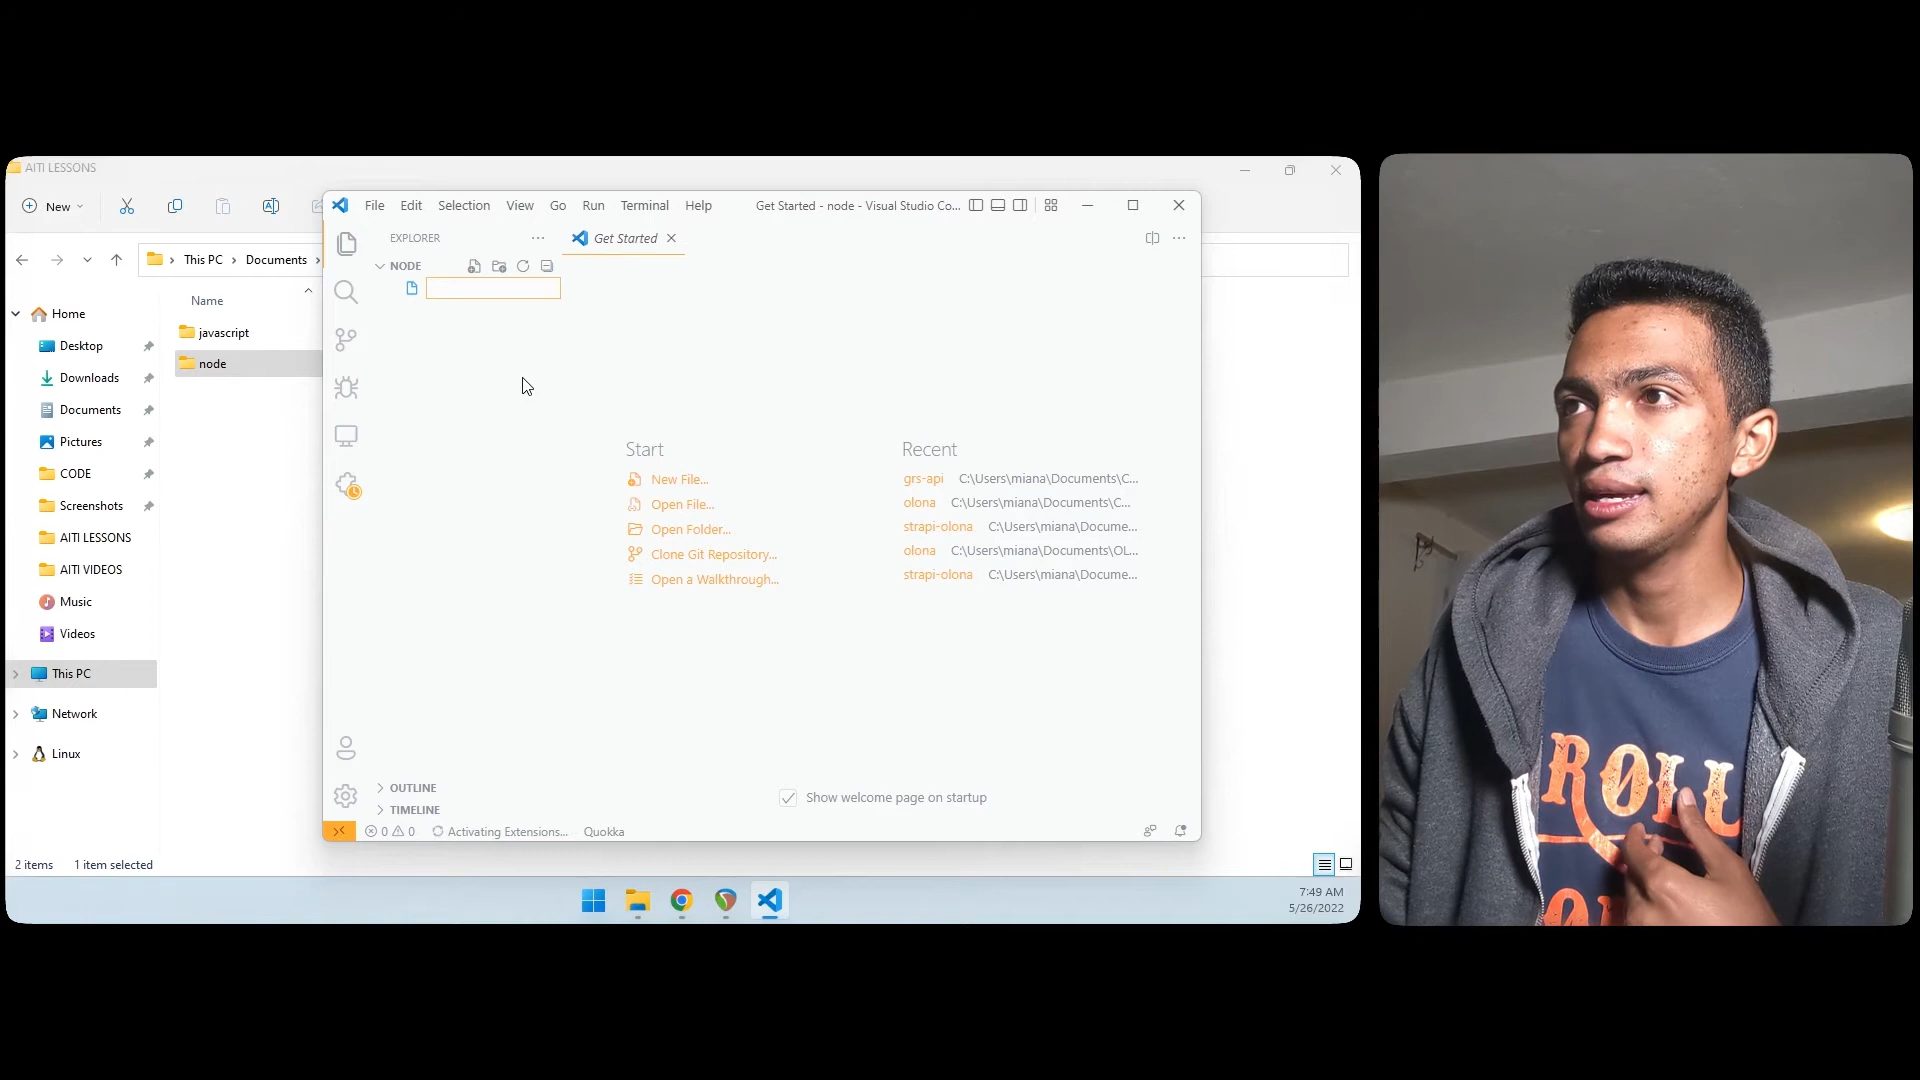 AITI LESSONS
New
This PC
Documents
Name
javascript
node
Home
Desktop
Downloads
Documents
Pictures
CODE
Screenshots
AITI LESSONS
AITI VIDEOS
Music
Videos
This PC
Network
Linux
2 items
1 item selected
File Edit Selection View Go Run Terminal Help
Get Started - node - Visual Studio Co...
EXPLORER
Get Started
NODE
Start
New File...
Open File...
Open Folder...
Clone Git Repository...
Open a Walkthrough...
Recent
grs-api C:\Users\miana\Documents\C...
olona C:\Users\miana\Documents\C...
strapi-olona C:\Users\miana\Docume...
olona C:\Users\miana\Documents\OL...
strapi-olona C:\Users\miana\Docume...
OUTLINE
TIMELINE
Show welcome page on startup
0 0 Activating Extensions... Quokka
7:49 AM
5/26/2022
ROLL